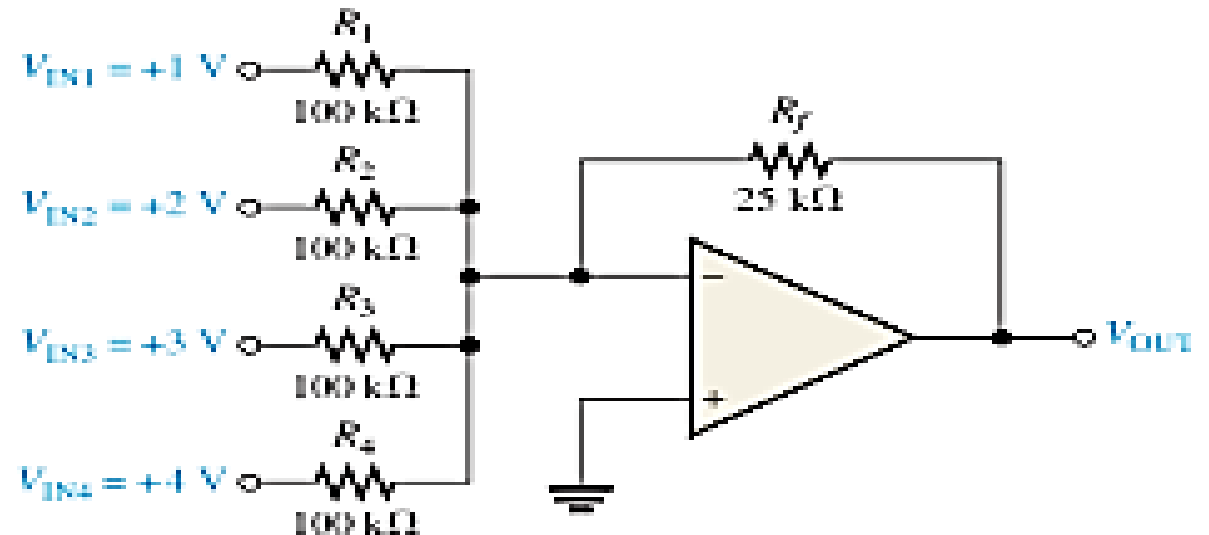 R1
VIN1 = +1 V
100 kΩ
R2
VIN2 = +2 V
100 kΩ
R3
VIN3 = +3 V
100 kΩ
R4
VIN4 = +4 V
100 kΩ
Rf
25 kΩ
−
+
VOUT